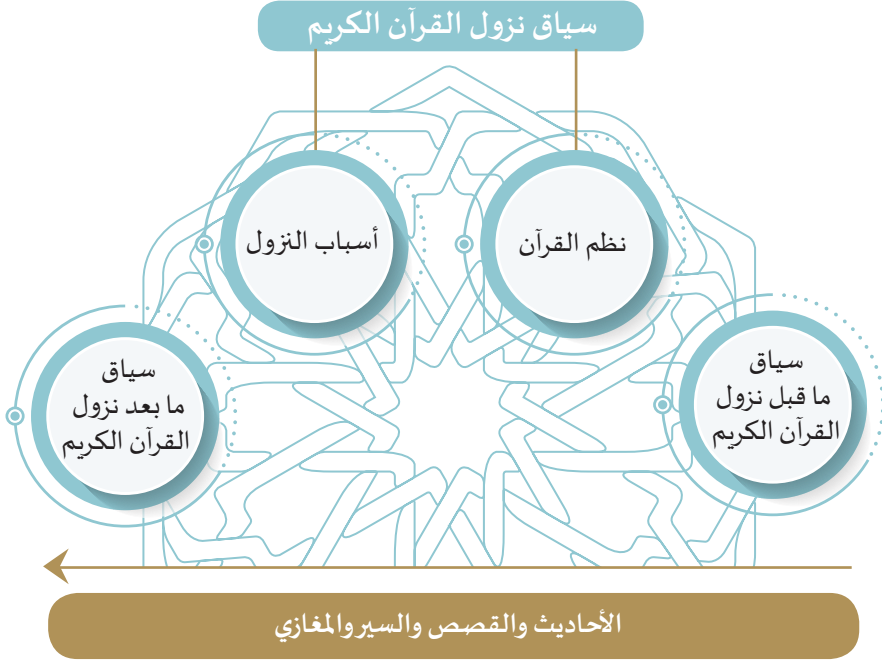 سياق نزول القرآن الكريم
نظم القرآن
أسباب النزول
سياق
ما قبل نزول
القرآن الكريم
سياق
ما بعد نزول
القرآن الكريم
الأحاديث والقصص والسير والمغازي